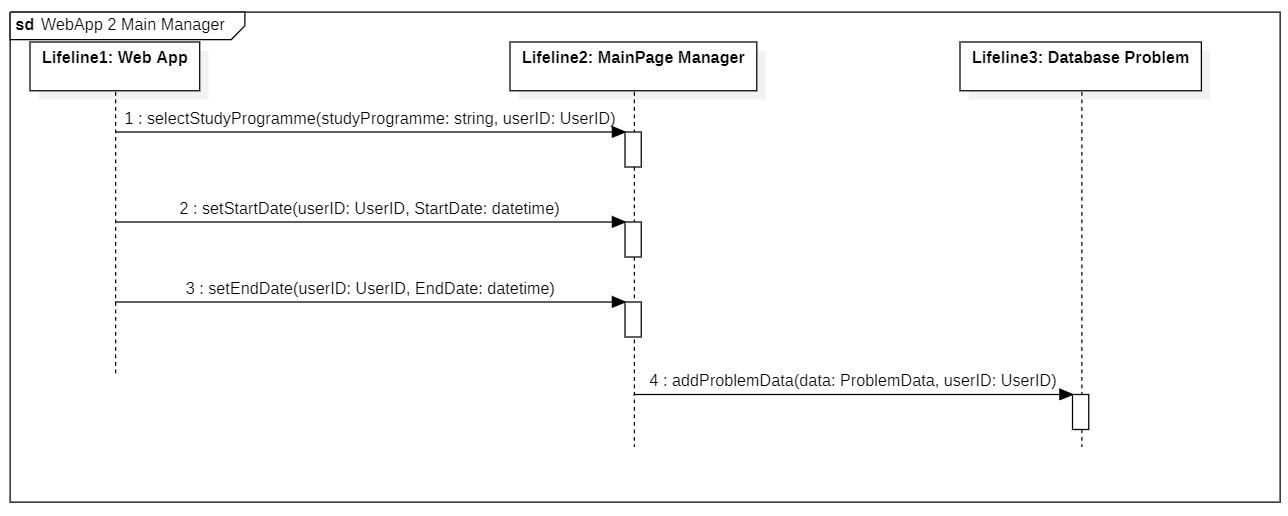 sd WebApp 2 Main Manager
Lifeline1: Web App
Lifeline2: MainPage Manager
Lifeline3: Database Problem
1 : selectStudyProgramme(studyProgramme: string, userID: UserID)
2 : setStartDate(userID: UserID, StartDate: datetime)
3 : setEndDate(userID: UserID, EndDate: datetime)
4 : addProblemData(data: ProblemData, userID: UserID)